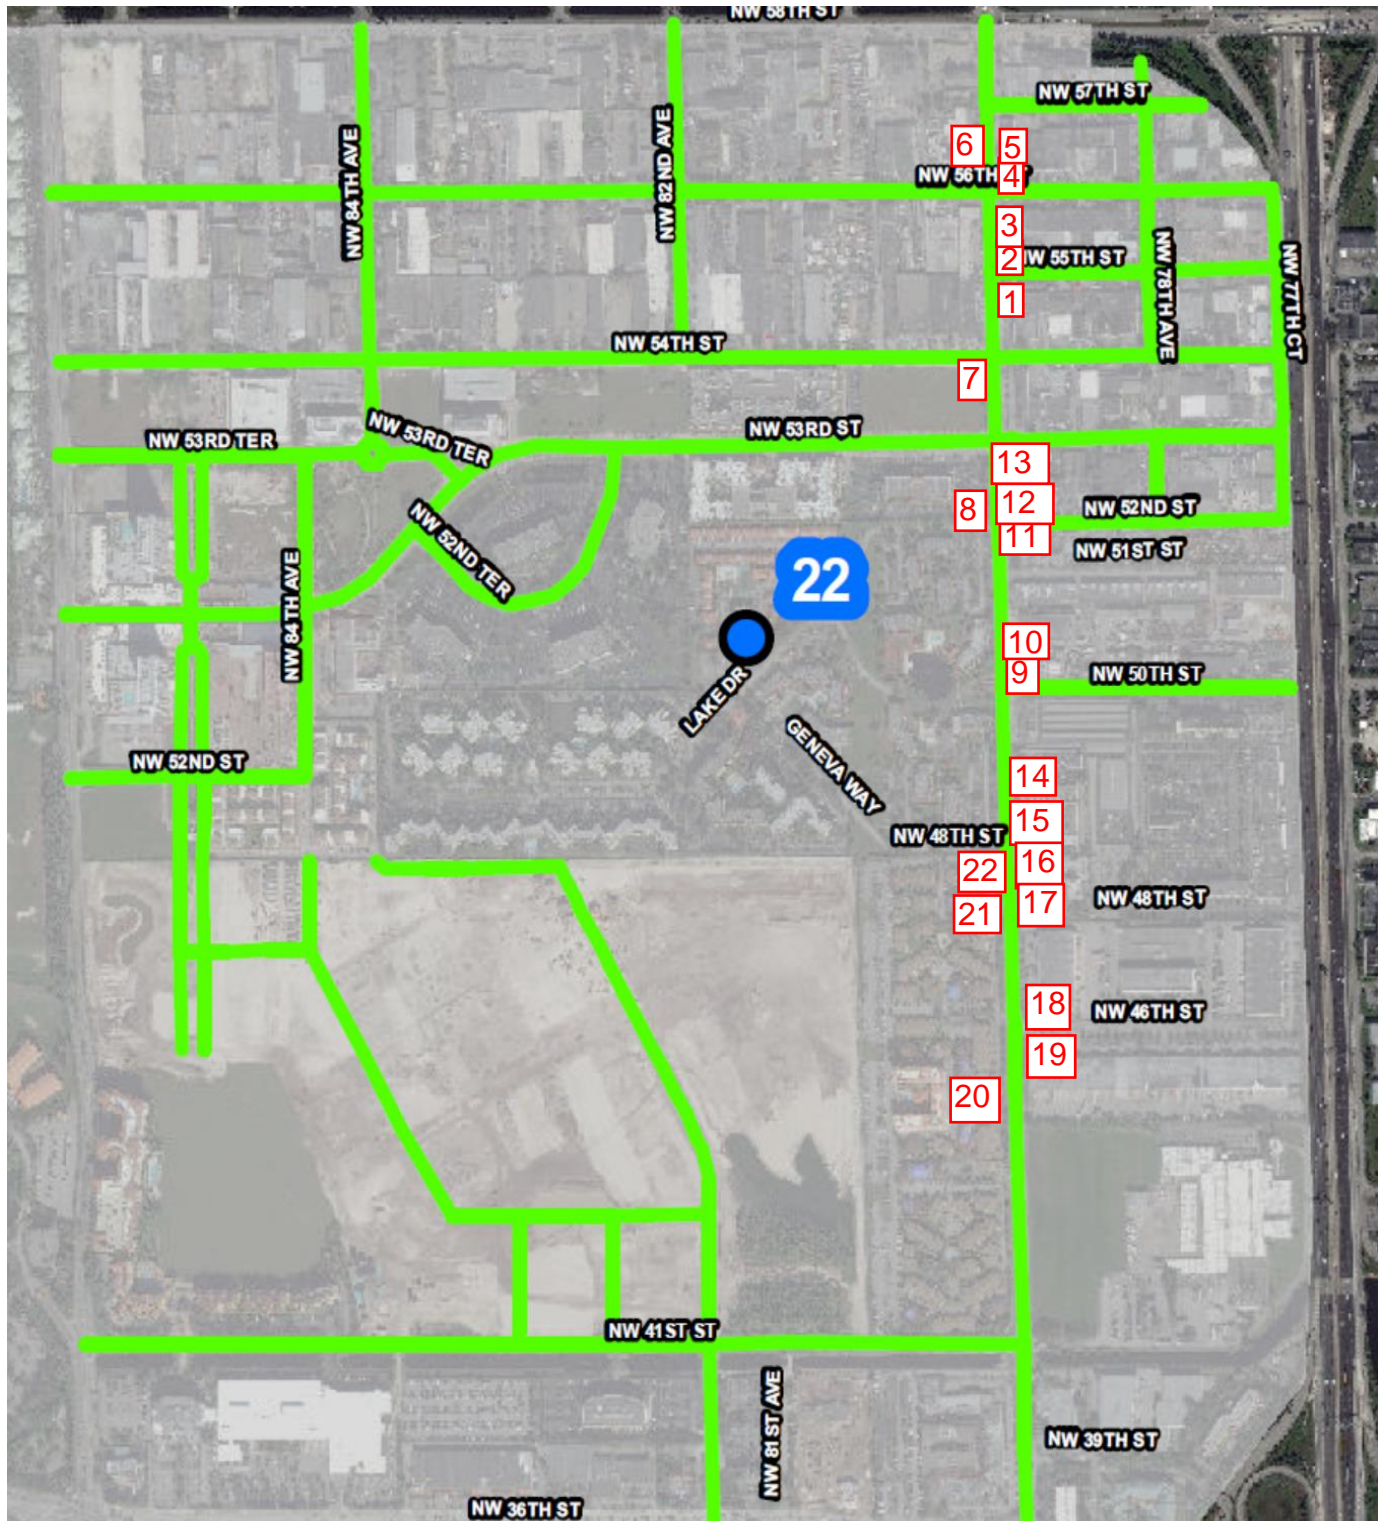 NW 58TH ST
NW 57TH ST
6
5
NW 56TH
4
NW 84TH AVE
NW 82ND AVE
3
2
NW 55TH ST
1
NW 78TH AVE
NW 77TH CT
NW 54TH ST
7
NW 53RD TER
NW 53RD TER
NW 53RD ST
13
12
8
NW 52ND ST
11
NW 51ST ST
NW 52ND TER
22
NW 84TH AVE
10
9
NW 50TH ST
LAKE DR
GENEVA WAY
NW 52ND ST
14
15
NW 48TH ST
16
22
17
NW 48TH ST
21
18
NW 46TH ST
19
20
NW 41ST ST
NW 81ST AVE
NW 39TH ST
NW 36TH ST